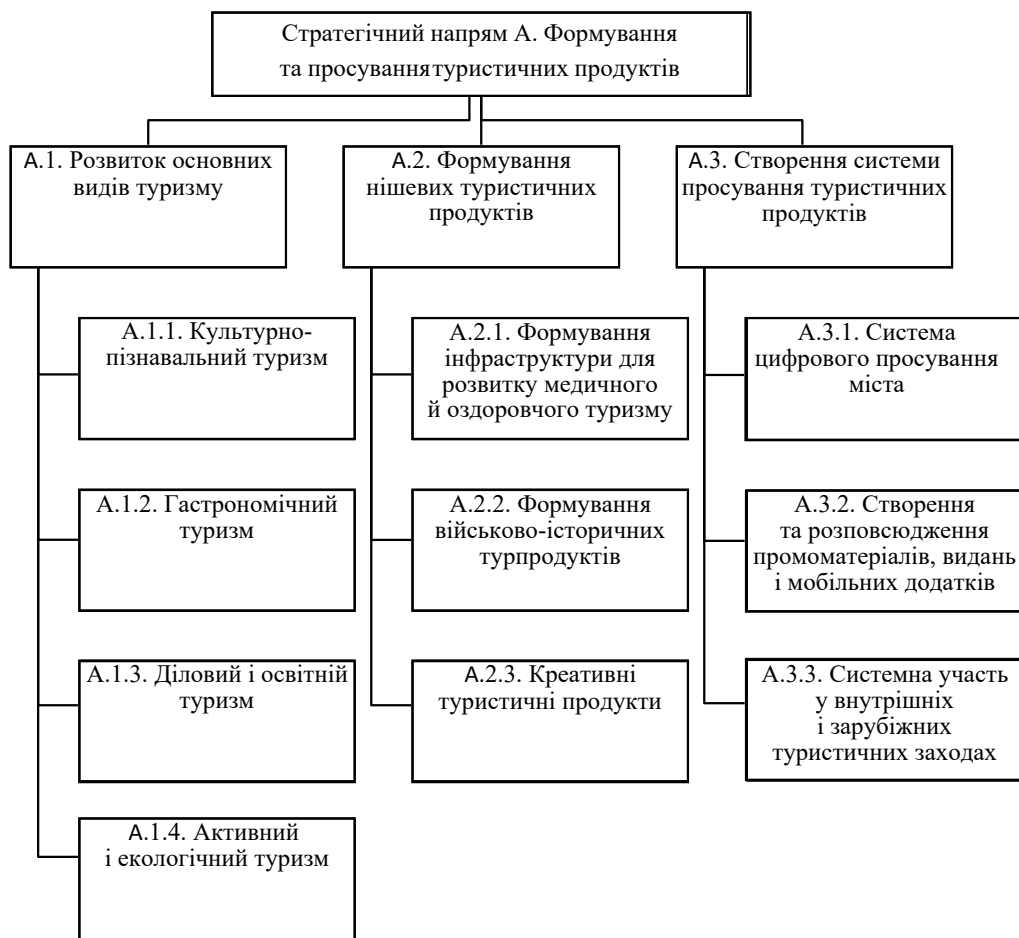 Стратегічний напрям А. Формування
та просування туристичних продуктів
А.1. Розвиток основних
видів туризму
А.2. Формування
нішевих туристичних
продуктів
А.3. Створення системи
просування туристичних
продуктів
А.1.1. Культурно-
пізнавальний туризм
А.1.2. Гастрономічний
туризм
А.1.3. Діловий і освітній
туризм
А.1.4. Активний
і екологічний туризм
А.2.1. Формування
інфраструктури для
розвитку медичного
й оздоровчого туризму
А.2.2. Формування
військово-історичних
турпродуктів
А.2.3. Креативні
туристичні продукти
А.3.1. Система
цифрового просування
міста
А.3.2. Створення
та розповсюдження
промоматеріалів, видань
і мобільних додатків
А.3.3. Системна участь
у внутрішніх
і зарубіжних
туристичних заходах